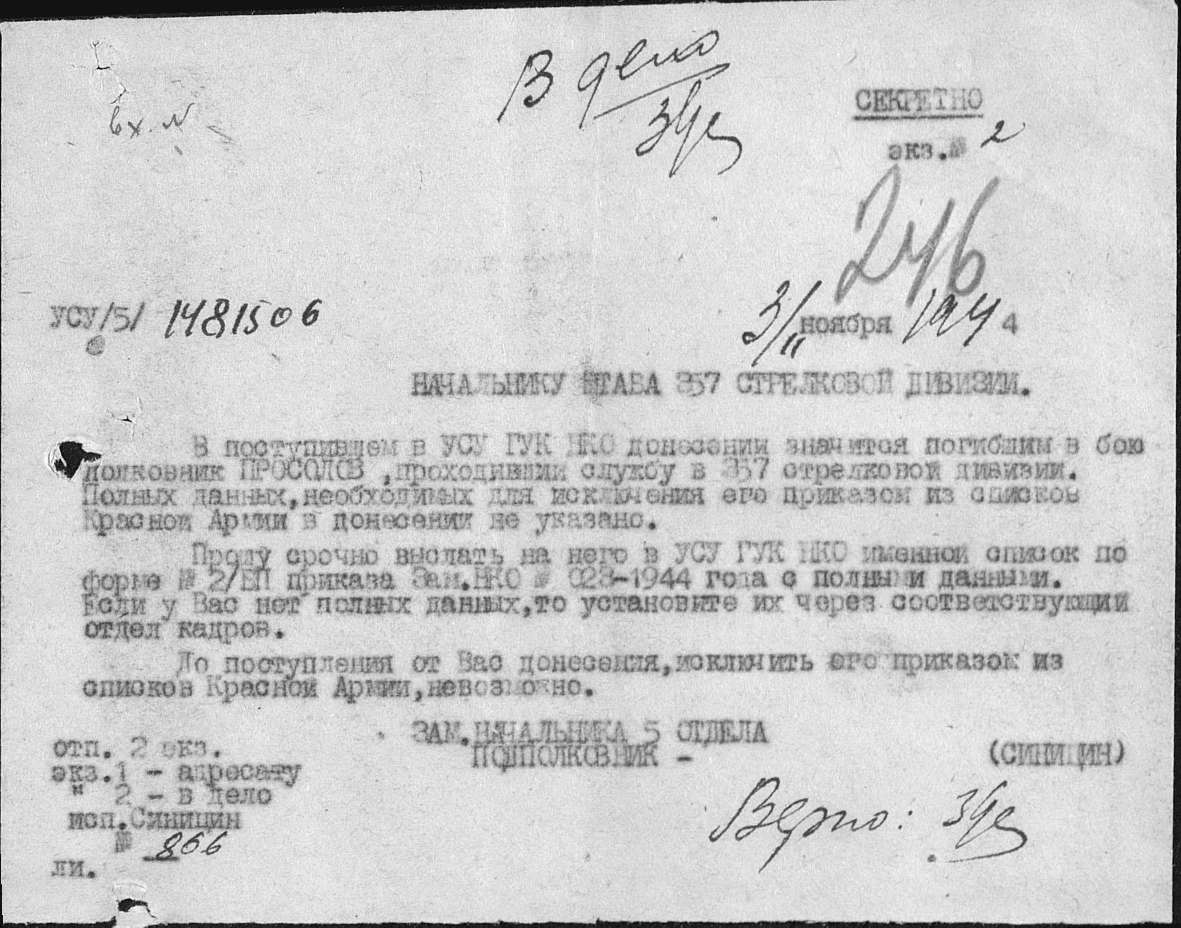 В дело
вх. №
СЕКРЕТНО
экз.№ 2
246
УСУ/5/ 1481506
3/11 ноября 1944 4
НАЧАЛЬНИКУ ШТАБА 357 СТРЕЛКОВОЙ ДИВИЗИИ.
В поступившем в УСУ ГУК НКО донесении значится погибшим в бою
полковник ПРОСОЛОВ ,проходивший службу в 357 стрелковой дивизии.
Полных данных,необходимых для исключения его приказом из списков
Красной Армии в донесении не указано.
Прошу срочно выслать на него в УСУ ГУК НКО именной список по
форме № 2/БП приказа Зам.НКО № 023-1944 года с полными данными.
Если у Вас нет полных данных,то установите их через соответствующий
отдел кадров.
До поступления от Вас донесения,исключить его приказом из
списков Красной Армии,невозможно.
ЗАМ.НАЧАЛЬНИКА 5 ОТДЕЛА
ПОДПОЛКОВНИК - (СИНИЦИН)
отп. 2 экз.
экз.1 - адресату
" 2 - в дело
исп.Синицин
№ 866
ли.
Верно: